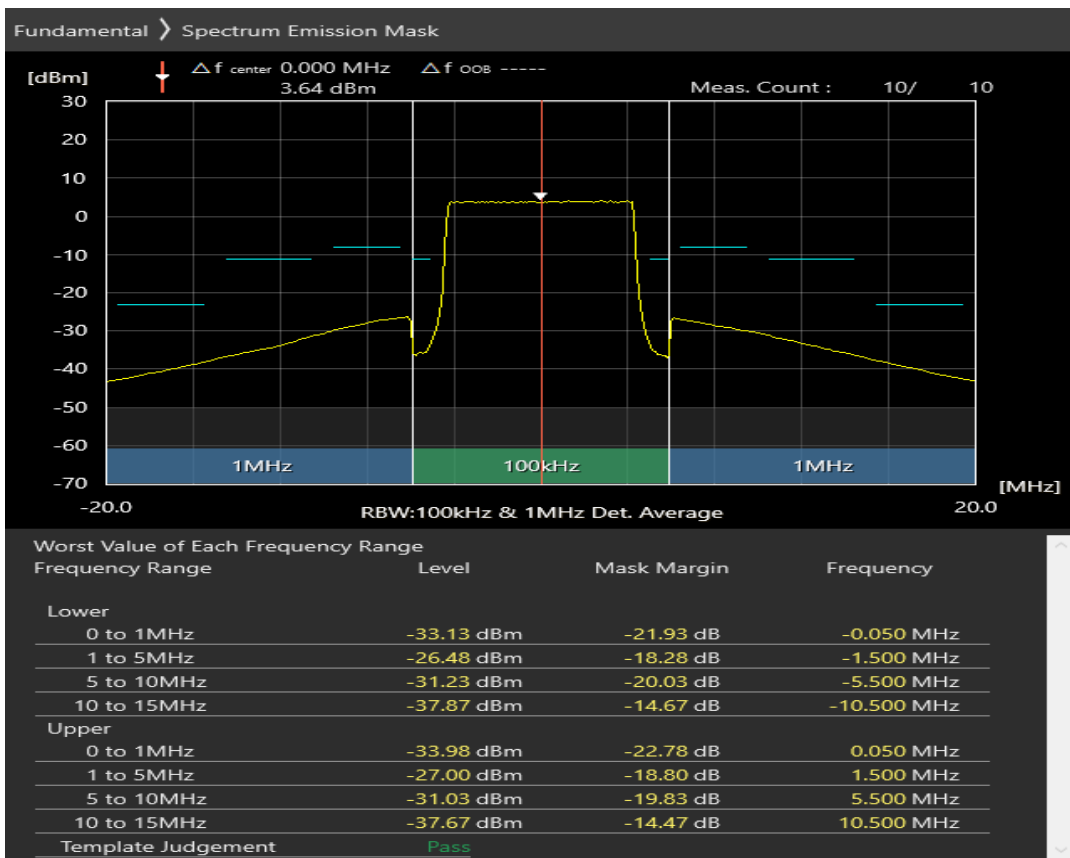 Fundamental ❯ Spectrum Emission Mask
[dBm] Δf center 0.000 MHz Δf OOB -----
3.64 dBm Meas. Count : 10/ 10
30
20
10
0
-10
-20
-30
-40
-50
-60
1MHz 100kHz 1MHz
-70 [MHz]
-20.0 RBW:100kHz & 1MHz Det. Average 20.0
Worst Value of Each Frequency Range
Frequency Range Level Mask Margin Frequency
Lower
0 to 1MHz -33.13 dBm -21.93 dB -0.050 MHz
1 to 5MHz -26.48 dBm -18.28 dB -1.500 MHz
5 to 10MHz -31.23 dBm -20.03 dB -5.500 MHz
10 to 15MHz -37.87 dBm -14.67 dB -10.500 MHz
Upper
0 to 1MHz -33.98 dBm -22.78 dB 0.050 MHz
1 to 5MHz -27.00 dBm -18.80 dB 1.500 MHz
5 to 10MHz -31.03 dBm -19.83 dB 5.500 MHz
10 to 15MHz -37.67 dBm -14.47 dB 10.500 MHz
Template Judgement Pass